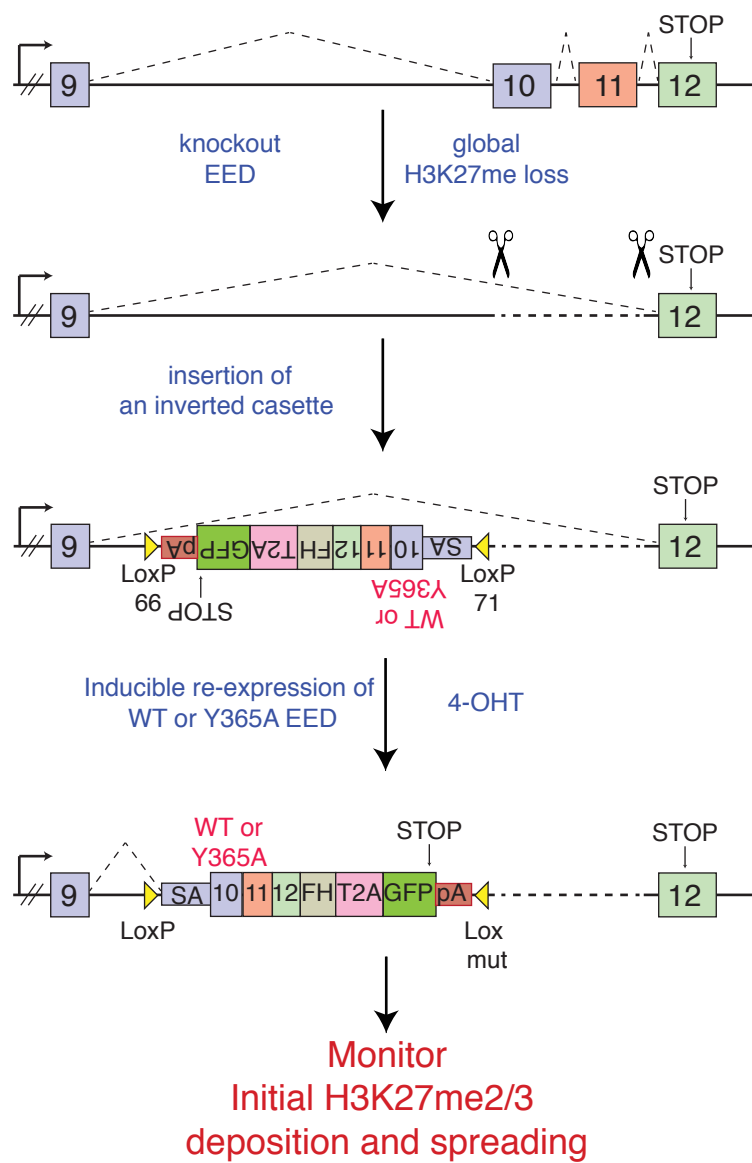 STOP
9 10 11 12
knockout
EED
global
H3K27me loss
STOP
9 12
insertion of
an inverted casette
STOP
9 pA GFP T2A FH 12 11 10 SA 12
LoxP
66
STOP
WT or
Y365A
LoxP
71
Inducible re-expression of
WT or Y365A EED
4-OHT
WT or
Y365A
STOP
STOP
9 SA 10 11 12 FH T2A GFP pA 12
LoxP
Lox
mut
Monitor
Initial H3K27me2/3
deposition and spreading